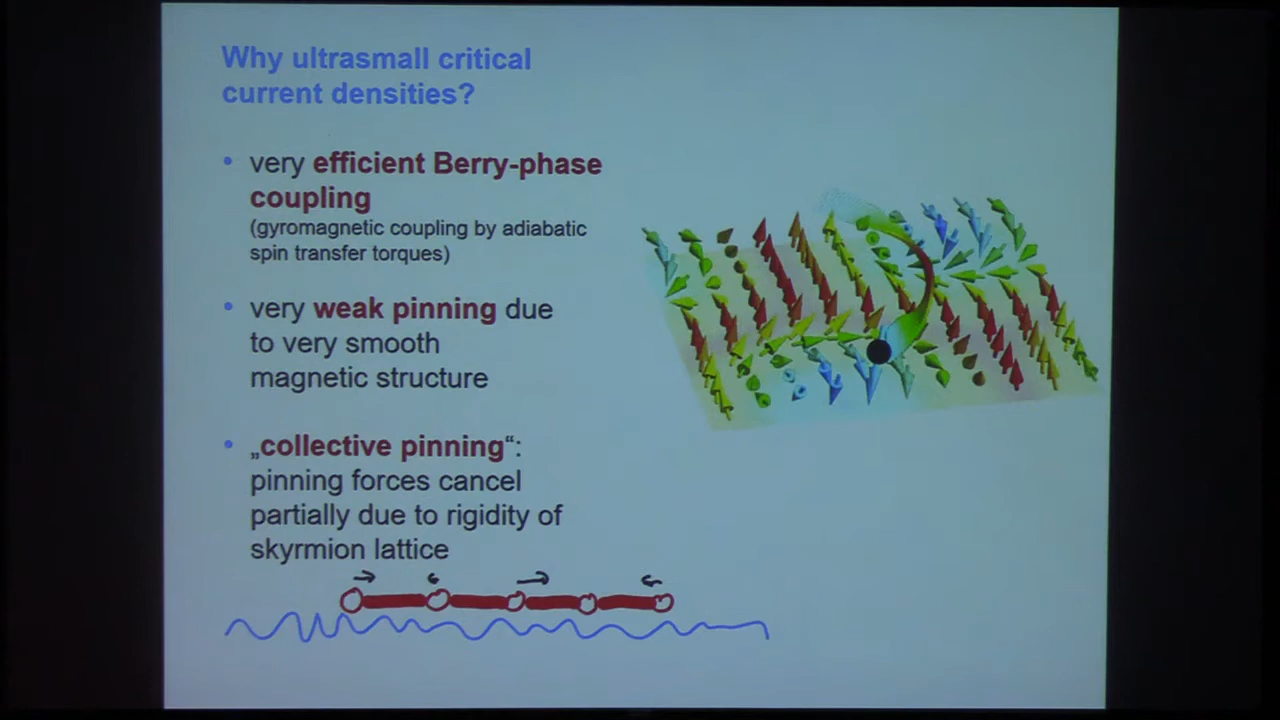 Why ultrasmall critical
current densities?
• very efficient Berry-phase
coupling
(gyromagnetic coupling by adiabatic
spin transfer torques)
• very weak pinning due
to very smooth
magnetic structure
• „collective pinning“:
pinning forces cancel
partially due to rigidity of
skyrmion lattice